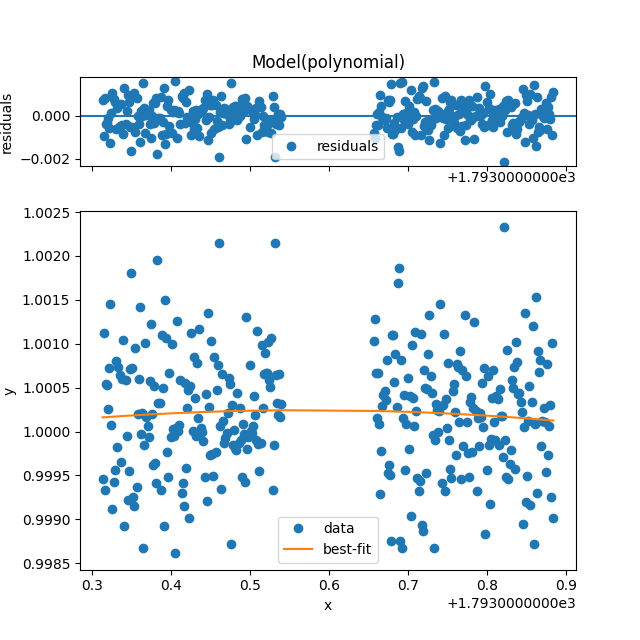 Model(polynomial)
0.000
−0.002
residuals
residuals
+1.7930000000e3
1.0025
1.0020
1.0015
1.0010
1.0005
1.0000
0.9995
0.9990
0.9985
y
data
best-fit
0.3 0.4 0.5 0.6 0.7 0.8 0.9
x
+1.7930000000e3